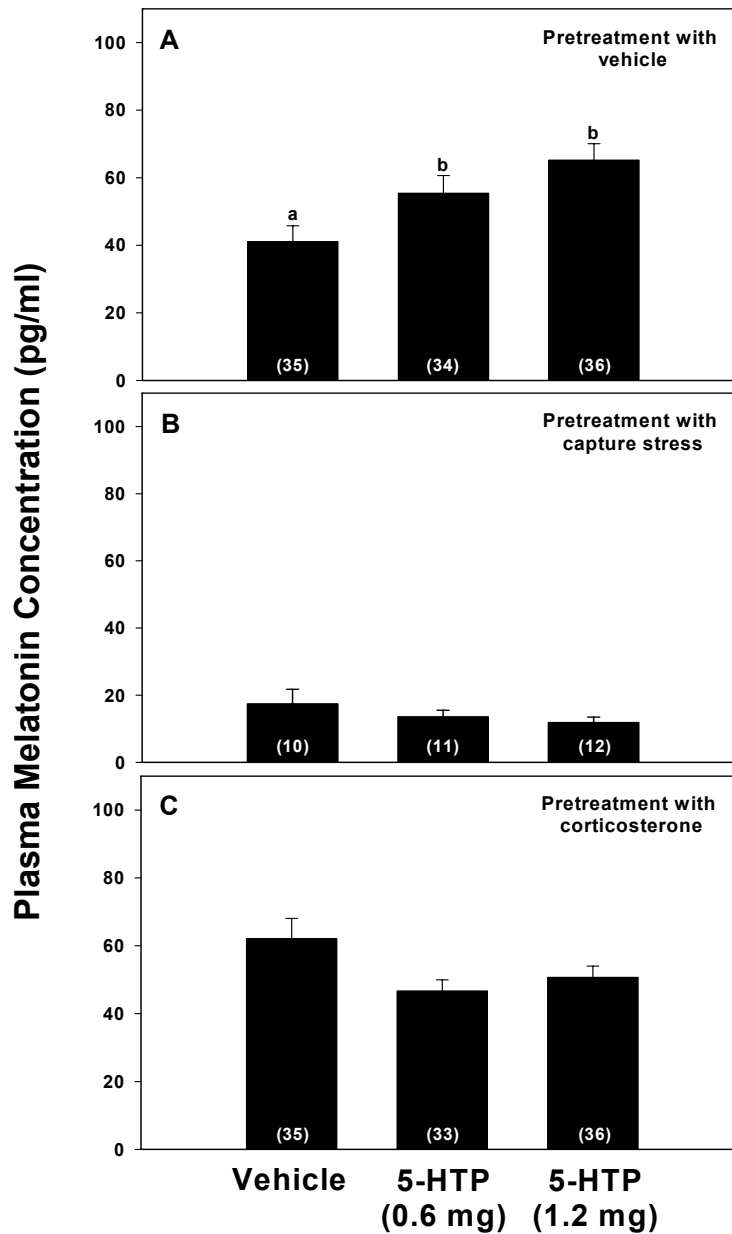 Plasma Melatonin Concentration (pg/ml)
A
Pretreatment with
vehicle
100
80
60
40
20
0
a
b
b
(35)
(34)
(36)
B
Pretreatment with
capture stress
100
80
60
40
20
0
(10)
(11)
(12)
C
Pretreatment with
corticosterone
100
80
60
40
20
0
(35)
(33)
(36)
Vehicle
5-HTP
(0.6 mg)
5-HTP
(1.2 mg)